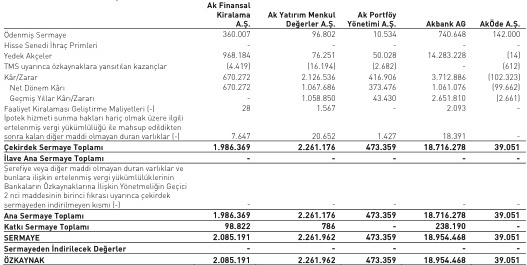 Ak Finansal Kiralama A.Ş. Ak Yatırım Menkul Değerler A.Ş. Ak Portföy Yönetimi A.Ş. Akbank AG AkÖde A.Ş.
Ödenmiş Sermaye 360.007 96.802 10.534 740.648 142.000
Hisse Senedi İhraç Primleri - - - - -
Yedek Akçeler 968.184 76.251 50.028 14.283.228 (14)
TMS uyarınca özkaynaklara yansıtılan kazançlar (4.419) (16.194) (2.682) - (612)
Kâr/Zarar 670.272 2.126.536 416.906 3.712.886 (102.323)
Net Dönem Kârı 670.272 1.067.686 373.476 1.061.076 (99.662)
Geçmiş Yıllar Kârı/Zararı - 1.058.850 43.430 2.651.810 (2.661)
Faaliyet Kiralaması Geliştirme Maliyetleri (-) 28 1.567 - 2.093 -
İpotek hizmeti sunma hakları hariç olmak üzere ilgili
ertelenmiş vergi yükümlülüğü ile mahsup edildikten
sonra kalan diğer maddi olmayan duran varlıklar (-) 7.647 20.652 1.427 18.391 -
Çekirdek Sermaye Toplamı 1.986.369 2.261.176 473.359 18.716.278 39.051
İlave Ana Sermaye Toplamı - - - - -
Şerefiye veya diğer maddi olmayan duran varlıklar ve
bunlara ilişkin ertelenmiş vergi yükümlülüklerinin
Bankaların Özkaynaklarına İlişkin Yönetmeliğin Geçici
2 nci maddesinin birinci fıkrası uyarınca çekirdek
sermayeden indirilmeyen kısmı (-) - - - - -
Ana Sermaye Toplamı 1.986.369 2.261.176 473.359 18.716.278 39.051
Katkı Sermaye Toplamı 98.822 786 - 238.190 -
SERMAYE 2.085.191 2.261.962 473.359 18.954.468 39.051
Sermayeden İndirilecek Değerler - - - - -
ÖZKAYNAK 2.085.191 2.261.962 473.359 18.954.468 39.051